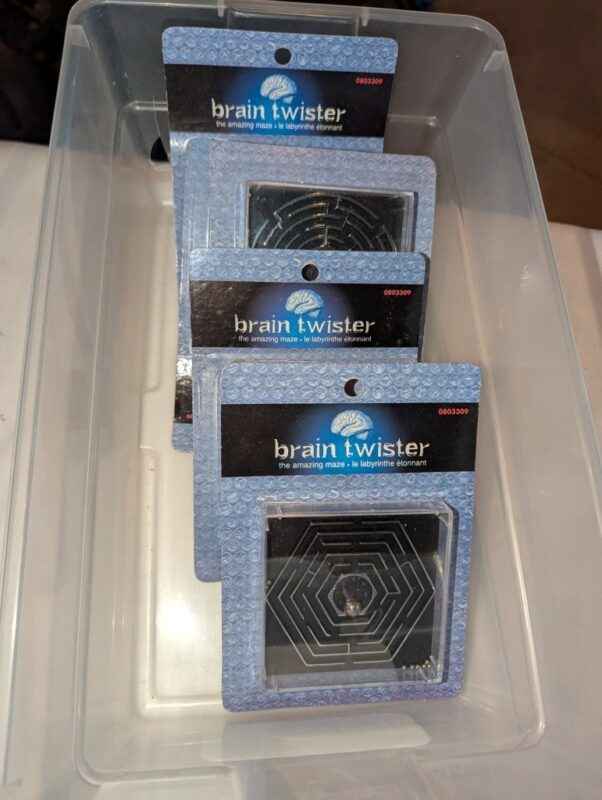 0803309
brain twister
the amazing maze • le labyrinthe étonnant
0803309
brain twister
the amazing maze • le labyrinthe étonnant
0803309
brain twister
the amazing maze • le labyrinthe étonnant